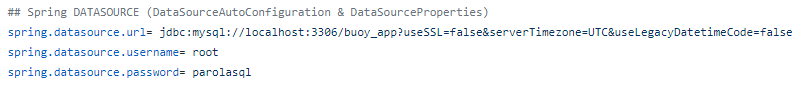 ## Spring DATASOURCE (DataSourceAutoConfiguration & DataSourceProperties)
spring.datasource.url= jdbc:mysql://localhost:3306/buoy_app?useSSL=false&serverTimezone=UTC&useLegacyDatetimeCode=false
spring.datasource.username= root
spring.datasource.password= parolasql